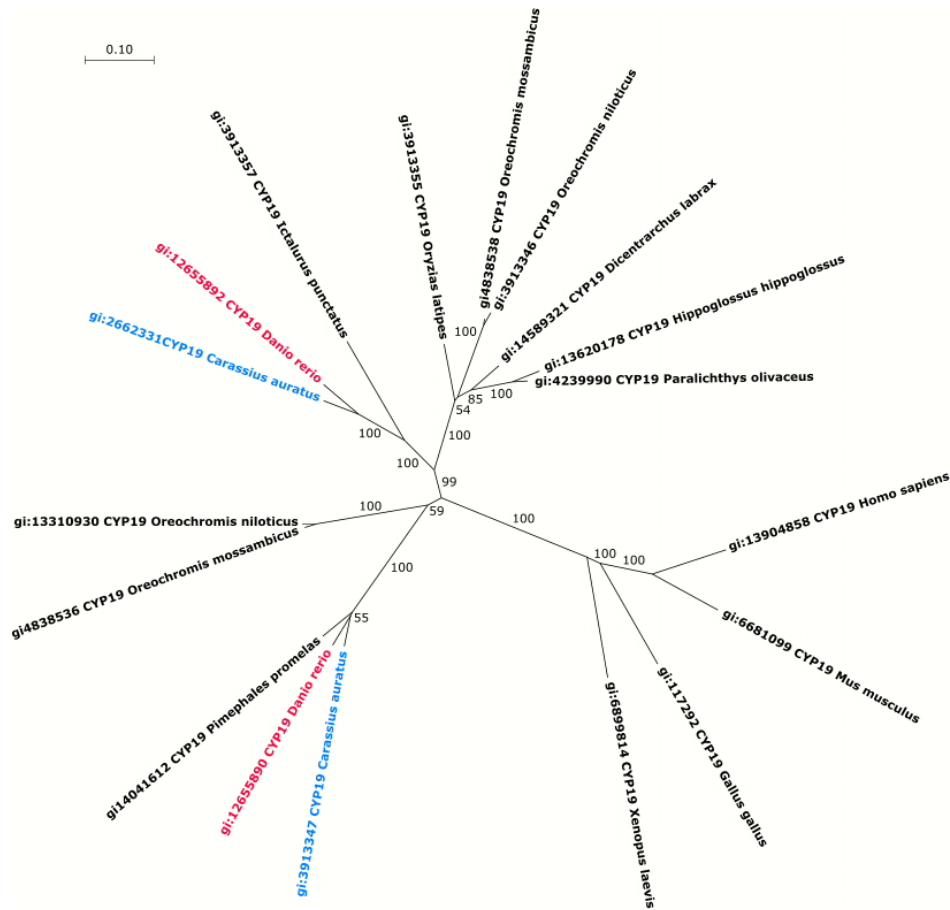 0.10
gi:3913357 CYP19 Ictalurus punctatus
gi:3913355 CYP19 Oryzias latipes
gi4838538 CYP19 Oreochromis mossambicus
gi:3913346 CYP19 Oreochromis niloticus
gi:14589321 CYP19 Dicentrarchus labrax
gi:13620178 CYP19 Hippoglossus hippoglossus
gi:4239990 CYP19 Paralichthys olivaceus
gi:12655892 CYP19 Danio rerio
gi:2662331CYP19 Carassius auratus
100
85
100
54
100
100
100
99
100
59
100
100
100
100
55
gi:13310930 CYP19 Oreochromis niloticus
gi4838536 CYP19 Oreochromis mossambicus
gi14041612 CYP19 Pimephales promelas
gi:12655890 CYP19 Danio rerio
gi:3913347 CYP19 Carassius auratus
gi:6899814 CYP19 Xenopus laevis
gi:117292 CYP19 Gallus gallus
gi:6681099 CYP19 Mus musculus
gi:13904858 CYP19 Homo sapiens